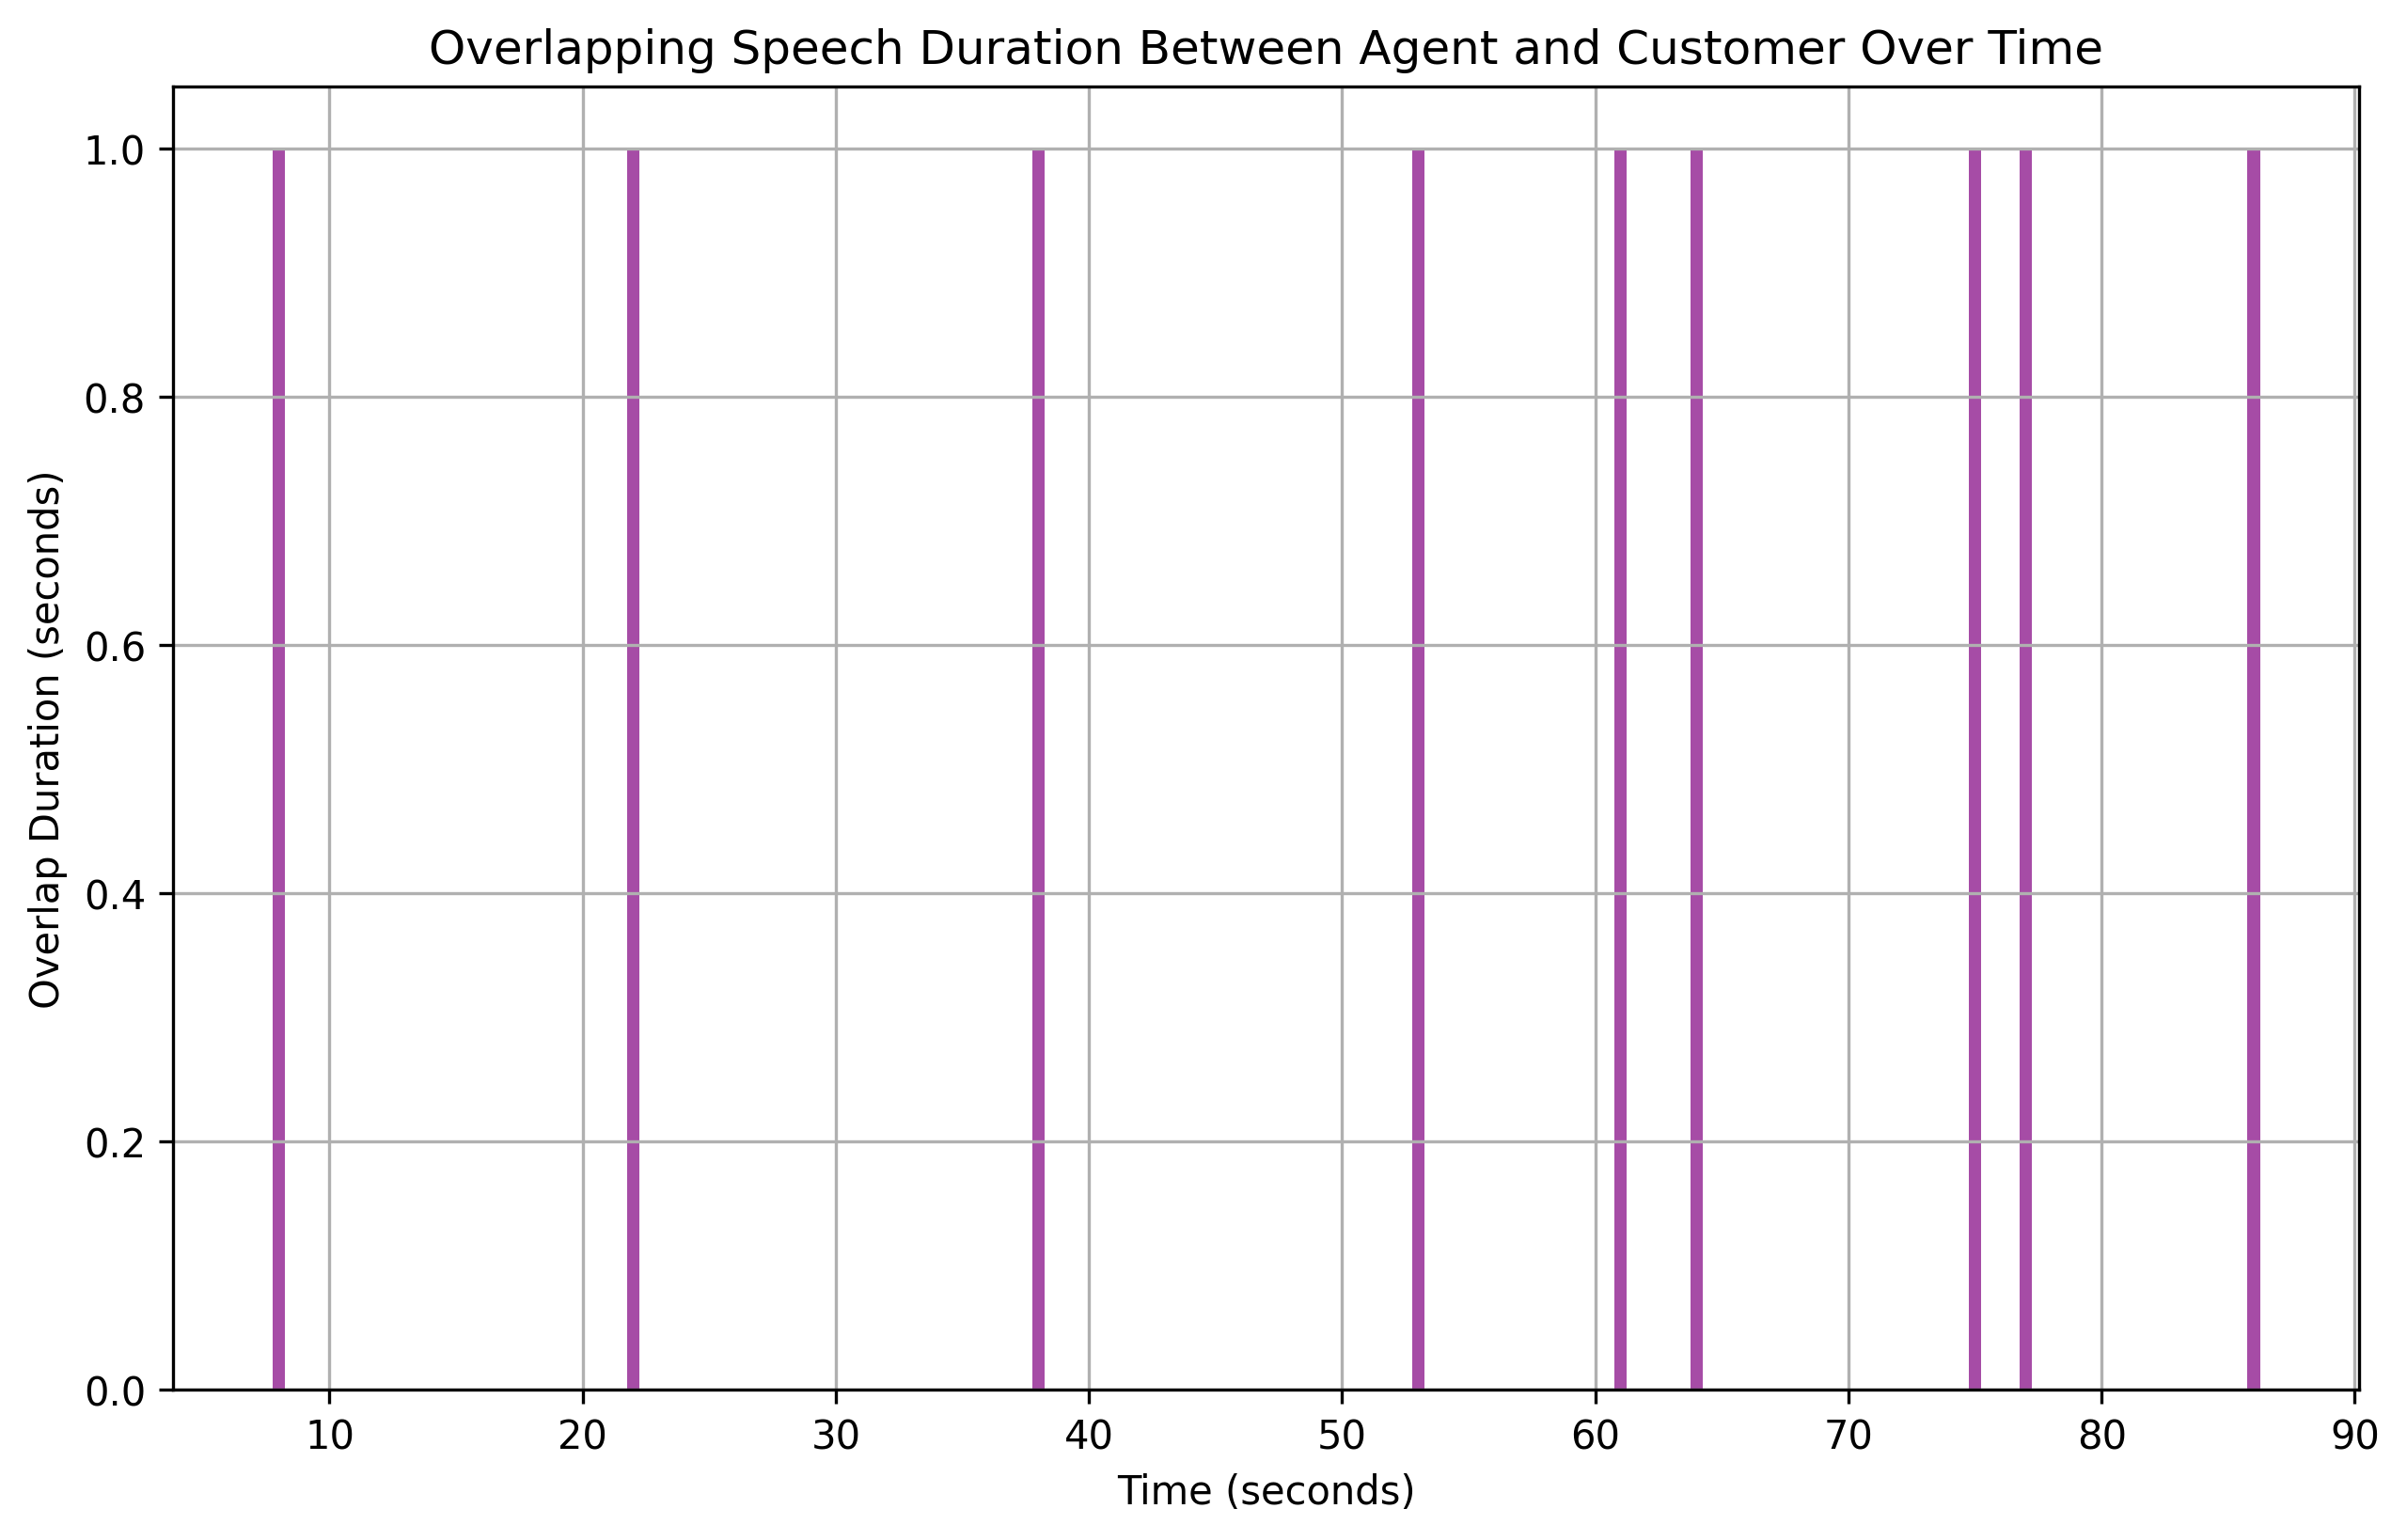 Overlapping Speech Duration Between Agent and Customer Over Time
Overlap Duration (seconds)
1.0
0.8
0.6
0.4
0.2
0.0
10 20 30 40 50 60 70 80 90
Time (seconds)